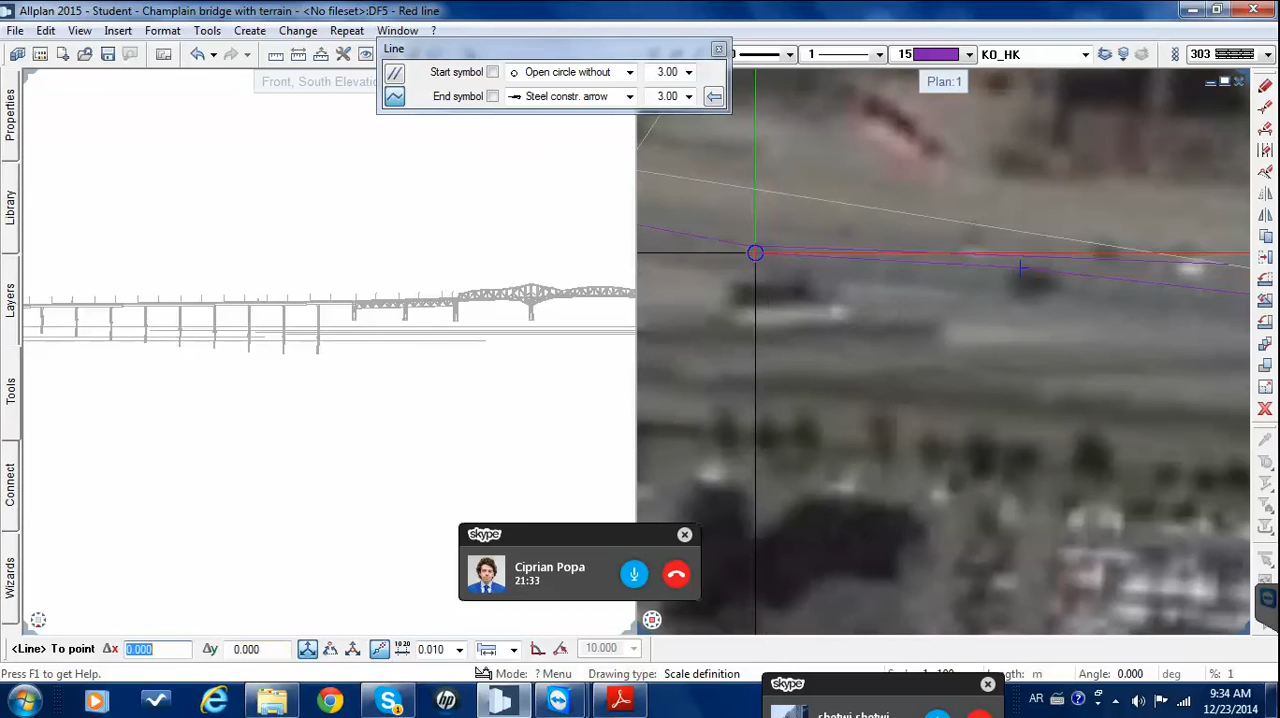 Allplan 2015 - Student - Champlain bridge with terrain - <No fileset>:DF5 - Red line
File Edit View Insert Format Tools Create Change Repeat Window ?
Line
Start symbol Open circle without 3.00
End symbol Steel constr. arrow 3.00
1 15 KO_HK 303
Front, South Elevation
Plan:1
Properties
Library
Layers
Tools
Connect
Wizards
skype
Ciprian Popa
21:33
<Line> To point Δx 0.000 Δy 0.000 10 20 0.010 10.000
Press F1 to get Help.
Mode: ? Menu Drawing type: Scale definition
Angle: 0.000 deg %: 1
skype
AR
9:34 AM
12/23/2014